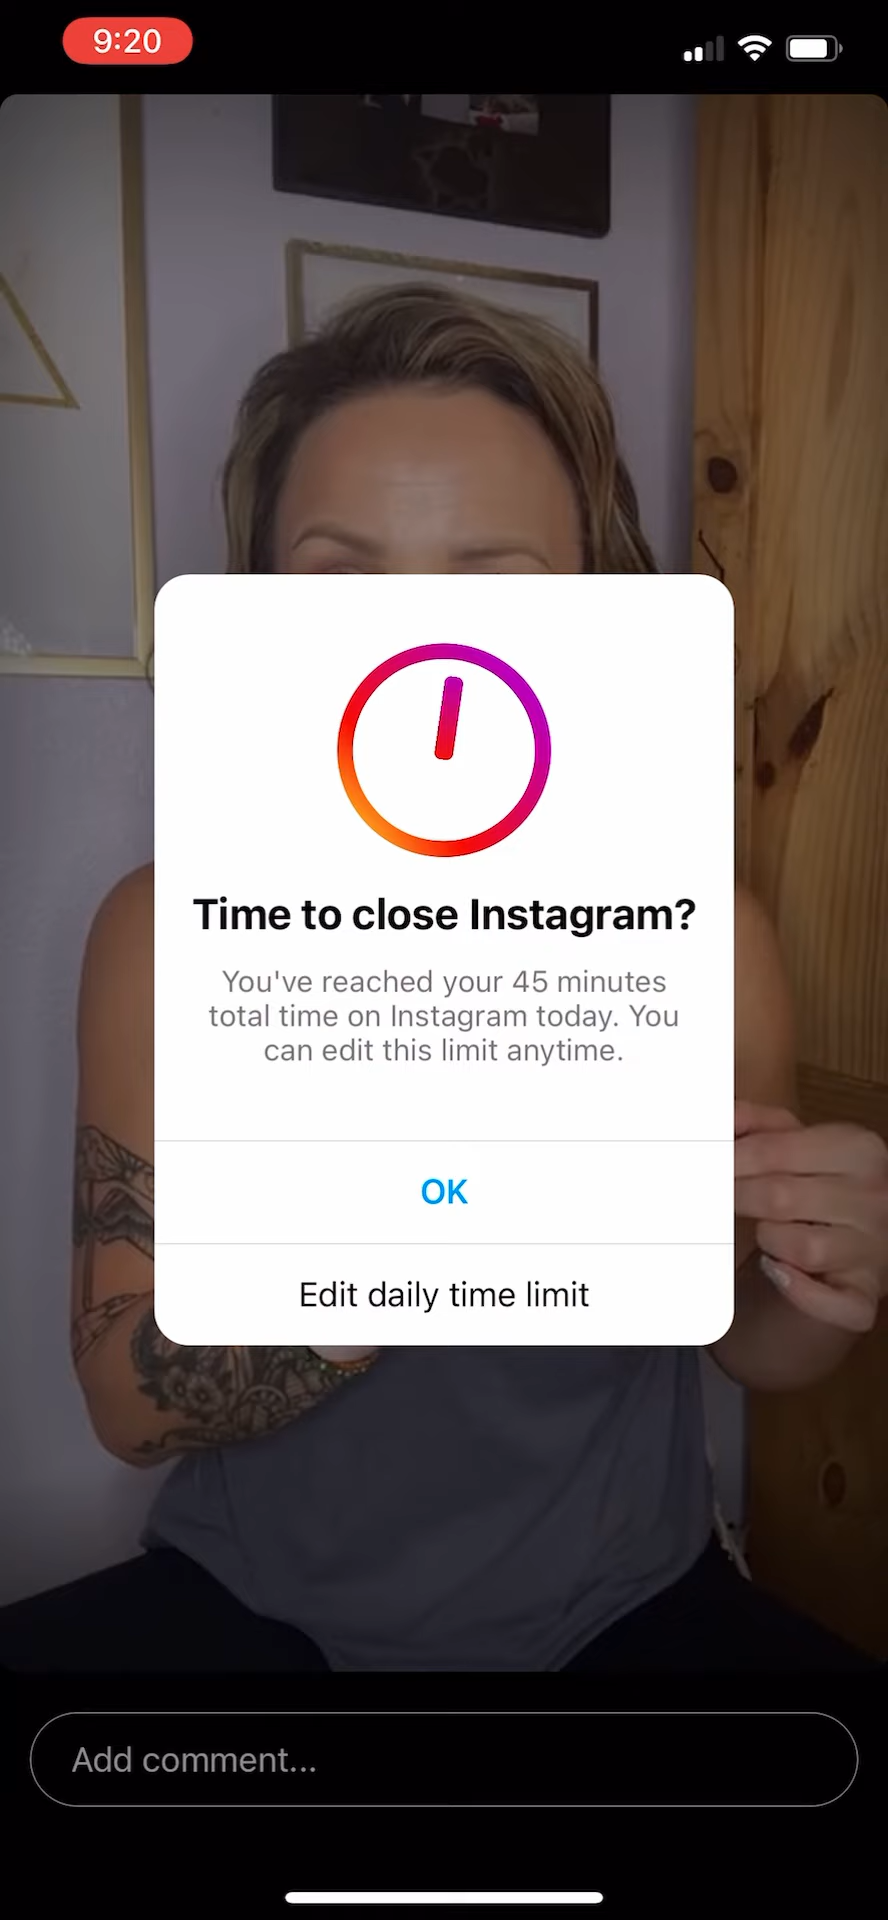 9:20
Time to close Instagram?
You've reached your 45 minutes
total time on Instagram today. You
can edit this limit anytime.
OK
Edit daily time limit
Add comment...